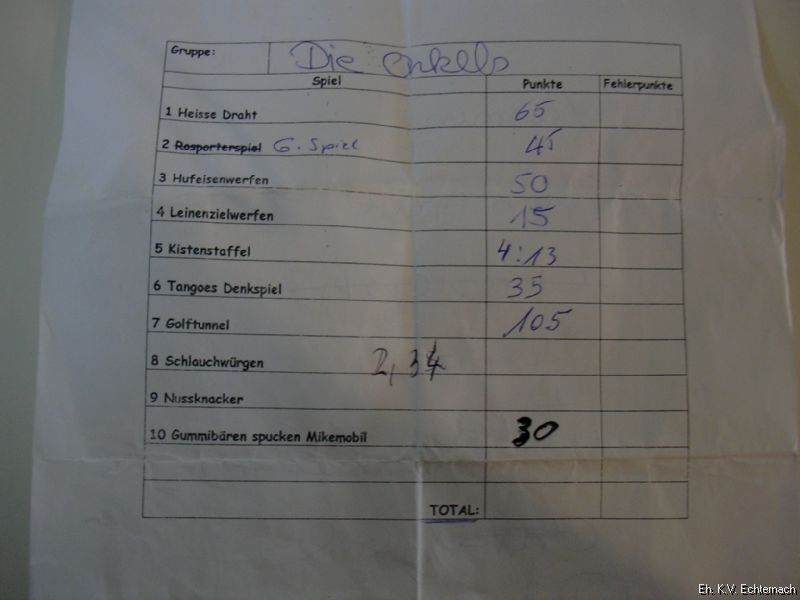 Gruppe: Die Onkels
Spiel Punkte Fehlerpunkte
1 Heisse Draht 65
2 Rosporterspiel G. Spiel 45
3 Hufeisenwerfen 50
4 Leinenzielwerfen 15
5 Kistenstaffel 4:13
6 Tangoes Denkspiel 35
7 Golftunnel 105
8 Schlauchwürgen
9 Nussknacker
10 Gummibären spucken Mikemobil 30
TOTAL:
Eh. K.V. Echternach